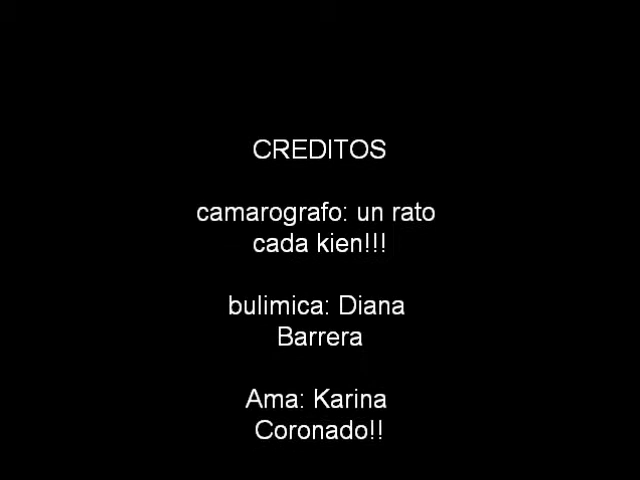 CREDITOS
camarografo: un rato
cada kien!!!
bulimica: Diana
Barrera
Ama: Karina
Coronado!!